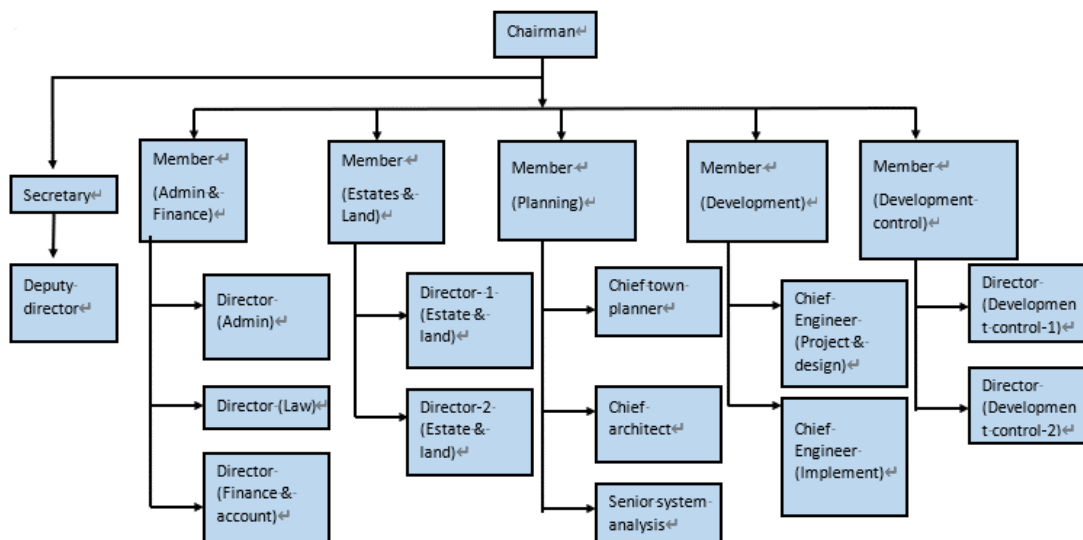 Chairman
Secretary
Deputy
director
Member
(Admin &
Finance)
Director
(Admin)
Director (Law)
Director
(Finance &
account)
Member
(Estates &
Land)
Director- 1
(Estate &
land)
Director-2
(Estate &
land)
Member
(Planning)
Chief town
planner
Chief
architect
Senior system
analysis
Member
(Development)
Chief
Engineer
(Project &
design)
Chief
Engineer
(Implement)
Member
(Development
control)
Director
(Developmen
t control-1)
Director
(Developmen
t control-2)